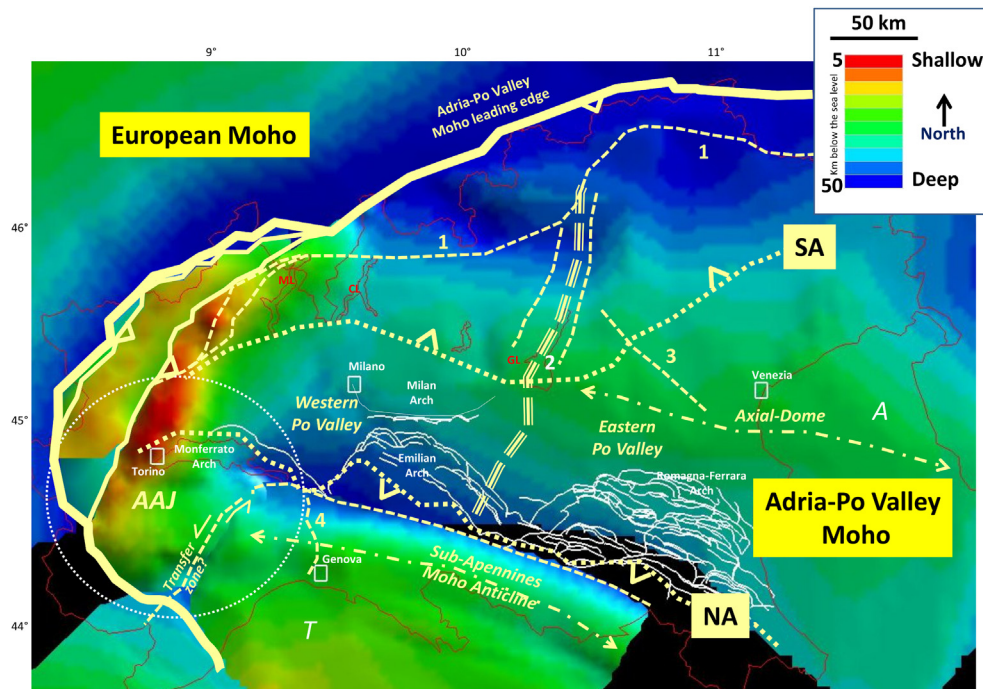 50 km
9°
10°
11°
5
Shallow
Km below the sea level
North
50
Deep
European Moho
Adria-Po Valley
Moho leading edge
1
46°
1
SA
ML
CL
GL
2
3
Milano
Venezia
Milan
Arch
Western
Po Valley
Axial-Dome
A
45°
Eastern
Po Valley
Monferrato
Arch
Torino
Emilian
Arch
Romagna-Ferrara
Arch
AAJ
Adria-Po Valley
Moho
4
Transfer
zone?
Genova
Sub-Apennines
Moho Anticline
NA
44°
T